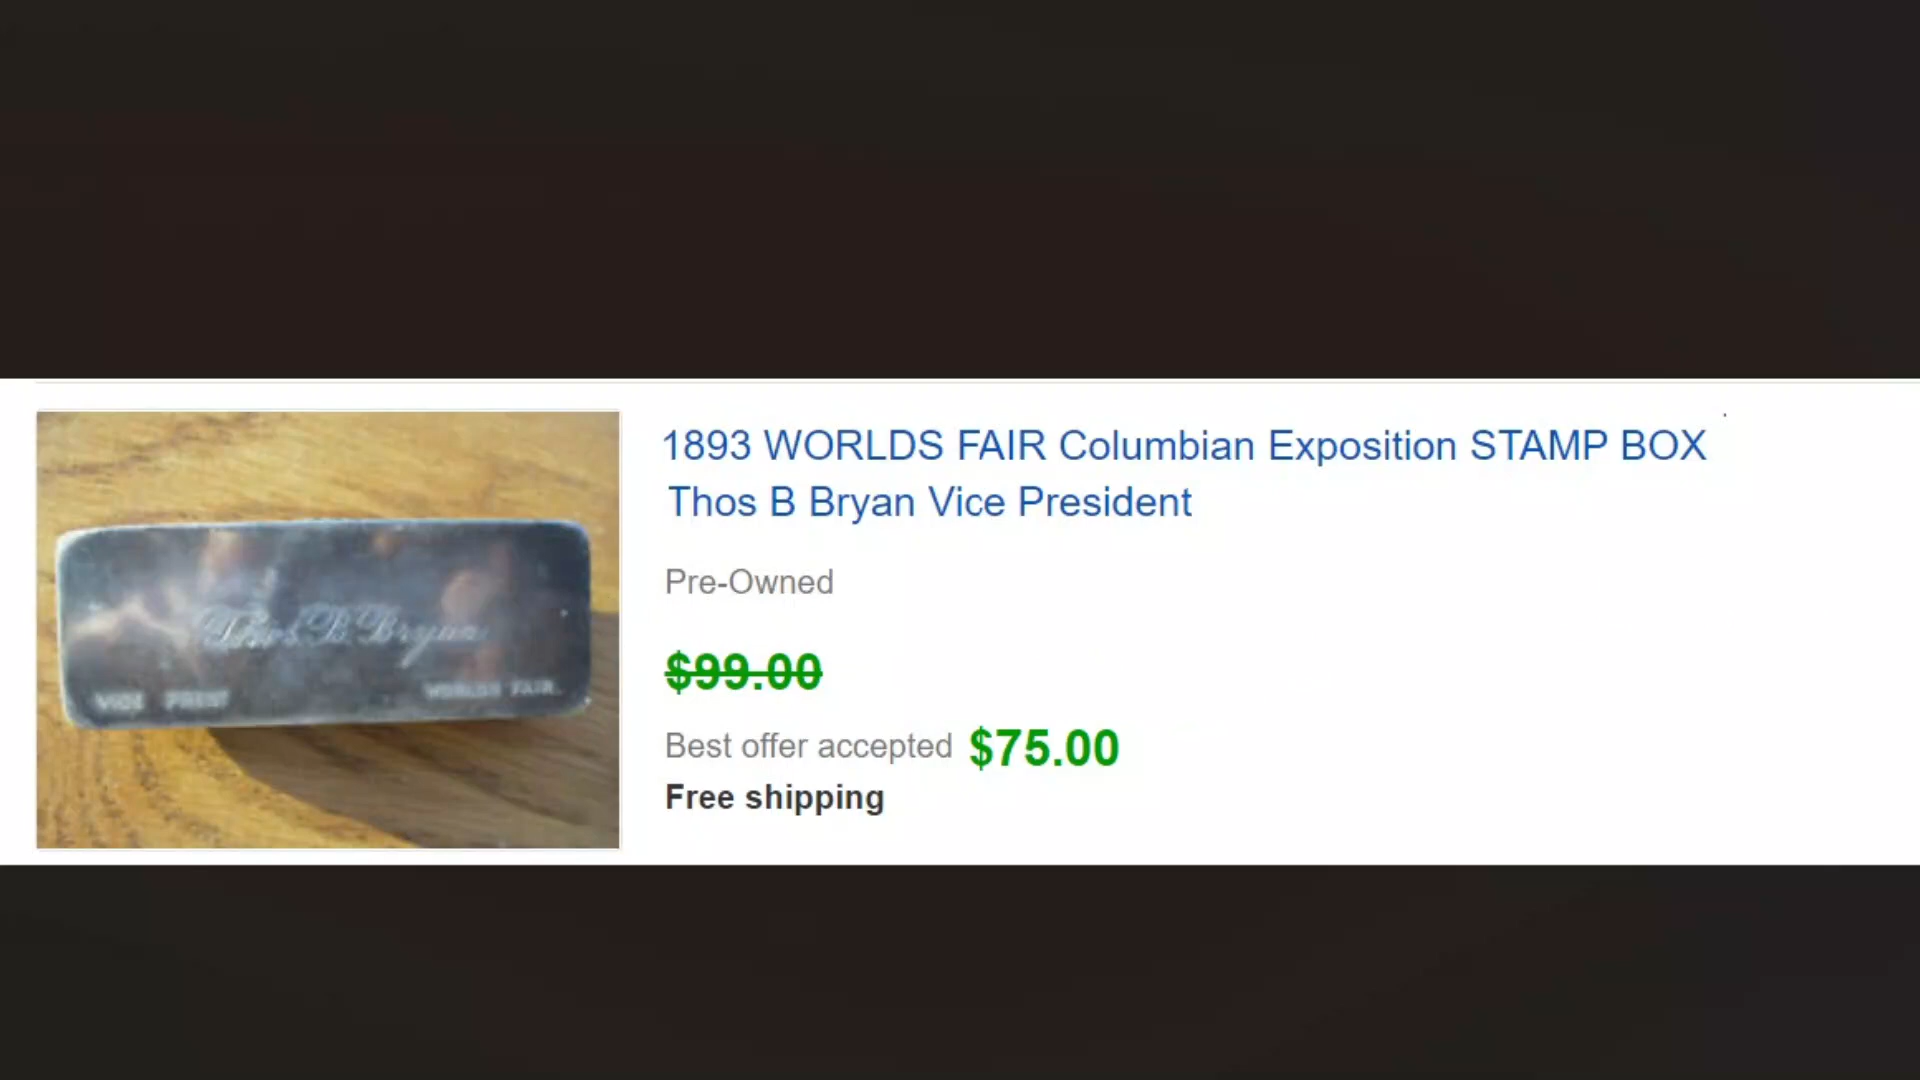 1893 WORLDS FAIR Columbian Exposition STAMP BOX
Thos B Bryan Vice President
Pre-Owned
$99.00
Best offer accepted $75.00
Free shipping
Thos. B. Bryan
VICE PREST WORLDS FAIR.